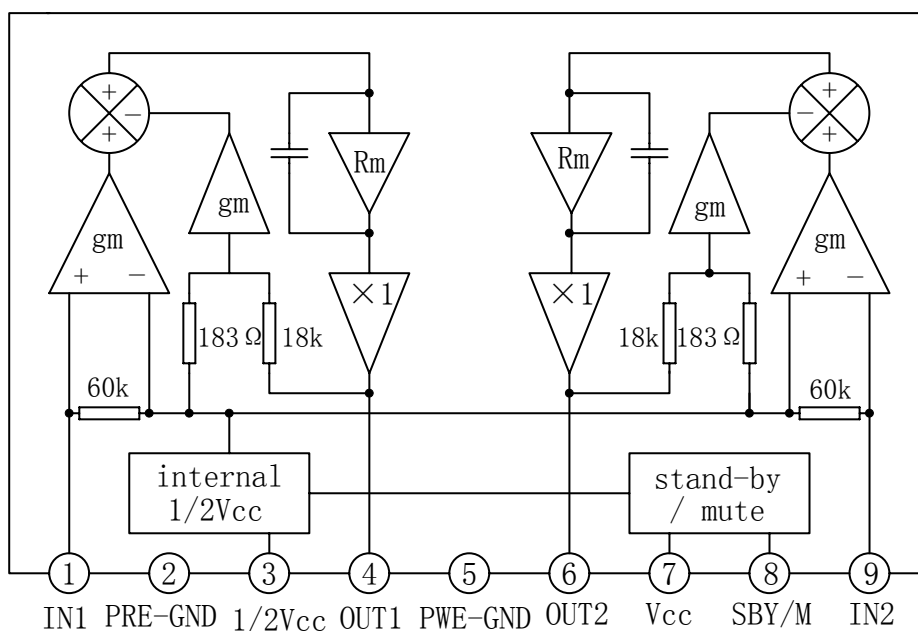 +
−
+
+
−
+
Rm
Rm
gm
gm
gm
gm
+ −
+ −
×1
×1
183Ω
18k
18k
183Ω
60k
60k
internal
1/2Vcc
stand-by
/ mute
1 2 3 4 5 6 7 8 9
IN1 PRE-GND 1/2Vcc OUT1 PWE-GND OUT2 Vcc SBY/M IN2